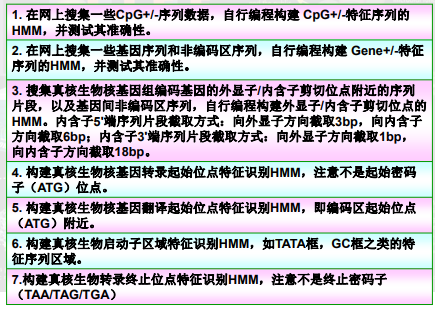 1. 在网上搜集一些CpG+/-序列数据，自行编程构建 CpG+/-特征序列的
HMM，并测试其准确性。
2. 在网上搜集一些基因序列和非编码区序列，自行编程构建 Gene+/-特征
序列的HMM，并测试其准确性。
3. 搜集真核生物核基因组编码基因的外显子/内含子剪切位点附近的序列
片段，以及基因间非编码区序列，自行编程构建外显子/内含子剪切位点的
HMM。内含子5'端序列片段截取方式：向外显子方向截取3bp，向内含子
方向截取6bp；内含子3'端序列片段截取方式：向外显子方向截取1bp，
向内含子方向截取18bp。
4. 构建真核生物核基因转录起始位点特征识别HMM，注意不是起始密码
子（ATG）位点。
5. 构建真核生物核基因翻译起始位点特征识别HMM，即编码区起始位点
（ATG）附近。
6. 构建真核生物启动子区域特征识别HMM，如TATA框，GC框之类的特
征序列区域。
7.构建真核生物转录终止位点特征识别HMM，注意不是终止密码子
（TAA/TAG/TGA）